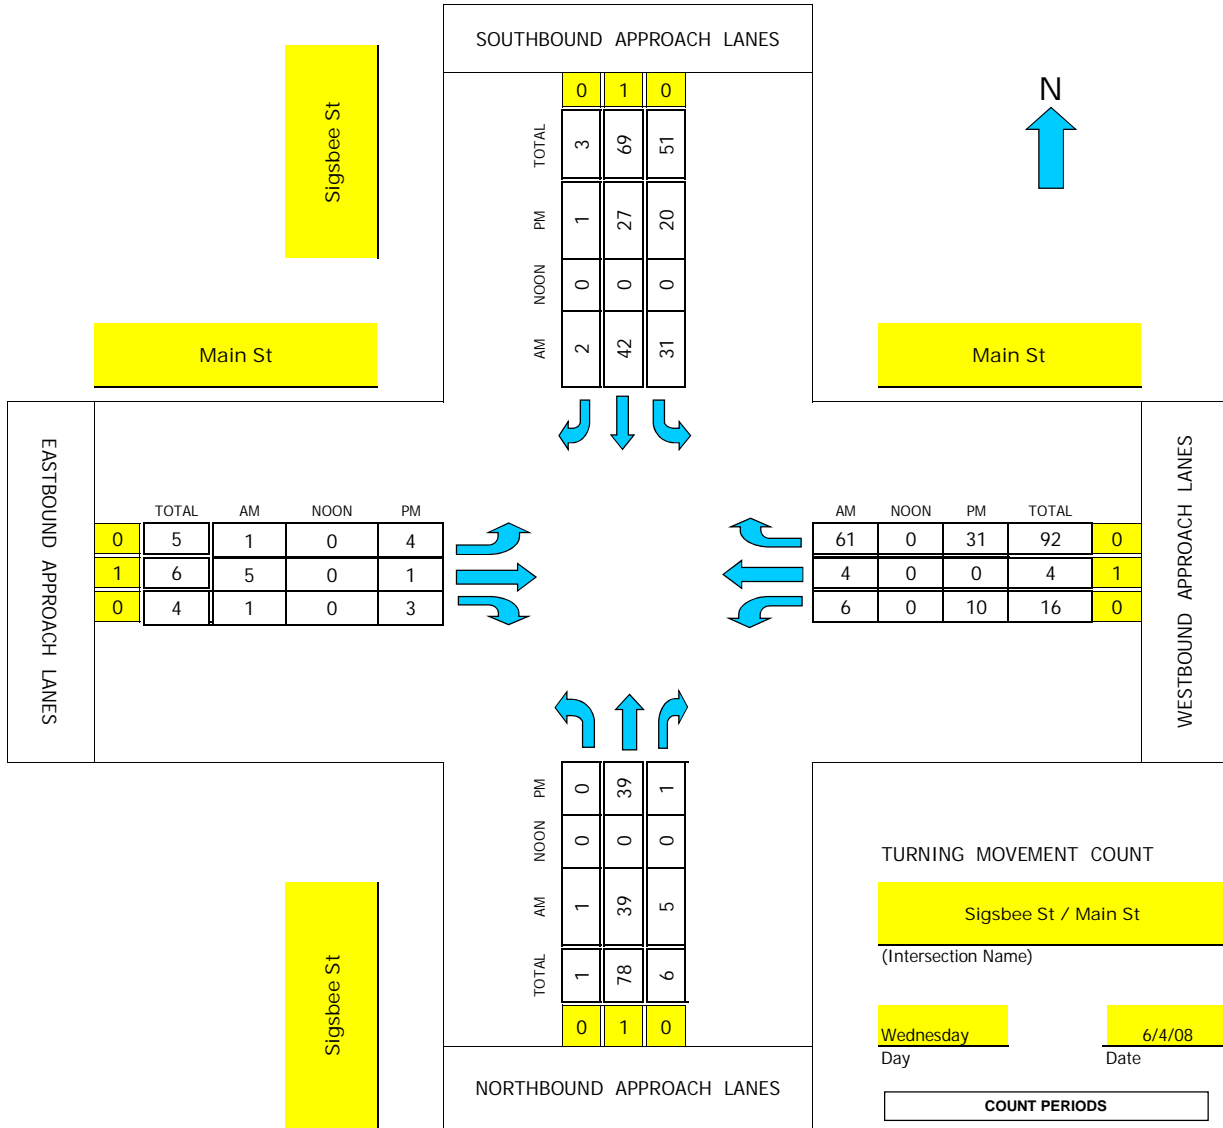 SOUTHBOUND APPROACH LANES
0 1 0
TOTAL 3 69 51
PM 1 27 20
NOON 0 0 0
AM 2 42 31
N
Sigsbee St
Main St
Main St
EASTBOUND APPROACH LANES
TOTAL AM NOON PM
0 5 1 0 4
1 6 5 0 1
0 4 1 0 3
AM NOON PM TOTAL
61 0 31 92 0
4 0 0 4 1
6 0 10 16 0
WESTBOUND APPROACH LANES
PM 0 39 1
NOON 0 0 0
AM 1 39 5
TOTAL 1 78 6
0 1 0
NORTHBOUND APPROACH LANES
Sigsbee St
TURNING MOVEMENT COUNT
Sigsbee St / Main St
(Intersection Name)
Wednesday 6/4/08
Day Date
COUNT PERIODS